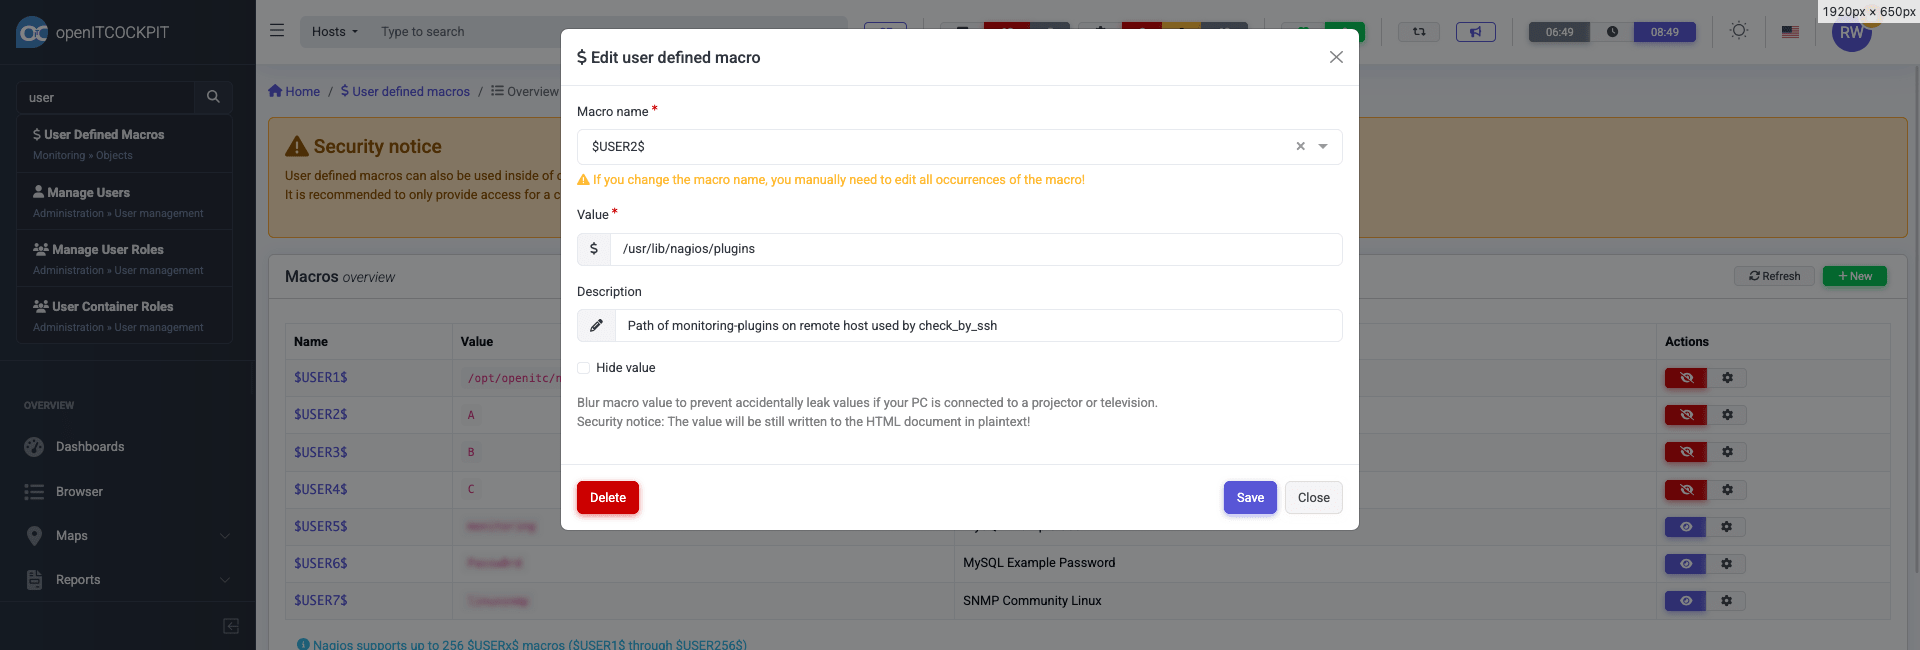 1920px × 650px
openITCOCKPIT
Hosts
Type to search
06:49
08:49
RW
user
$ User Defined Macros
Monitoring » Objects
Manage Users
Administration » User management
Manage User Roles
Administration » User management
User Container Roles
Administration » User management
OVERVIEW
Dashboards
Browser
Maps
Reports
Home / $ User defined macros / Overview
Security notice
User defined macros can also be used inside of
It is recommended to only provide access for a
Macros overview
Refresh
+ New
Name
Value
Actions
$USER1$
/opt/openitc/n
$USER2$
A
$USER3$
B
$USER4$
C
$USER5$
$USER6$
MySQL Example Password
$USER7$
SNMP Community Linux
Nagios supports up to 256 $USERx$ macros ($USER1$ through $USER256$)
$ Edit user defined macro
Macro name *
$USER2$
If you change the macro name, you manually need to edit all occurrences of the macro!
Value *
$ /usr/lib/nagios/plugins
Description
Path of monitoring-plugins on remote host used by check_by_ssh
Hide value
Blur macro value to prevent accidentally leak values if your PC is connected to a projector or television.
Security notice: The value will be still written to the HTML document in plaintext!
Delete
Save
Close